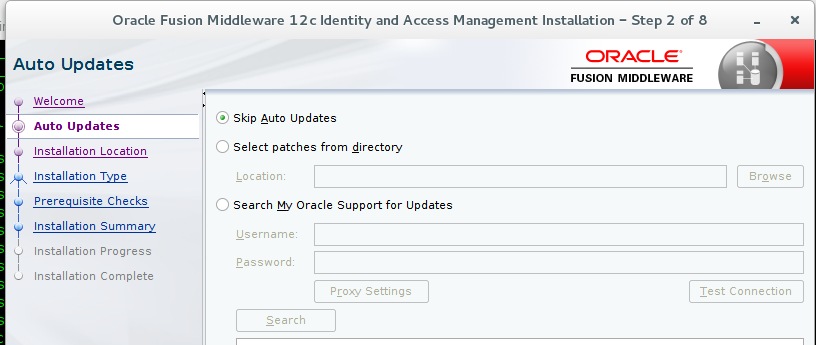 Oracle Fusion Middleware 12c Identity and Access Management Installation – Step 2 of 8
Auto Updates
ORACLE
FUSION MIDDLEWARE
Welcome
Auto Updates
Installation Location
Installation Type
Prerequisite Checks
Installation Summary
Installation Progress
Installation Complete
Skip Auto Updates
Select patches from directory
Location:
Browse
Search My Oracle Support for Updates
Username:
Password:
Proxy Settings
Test Connection
Search